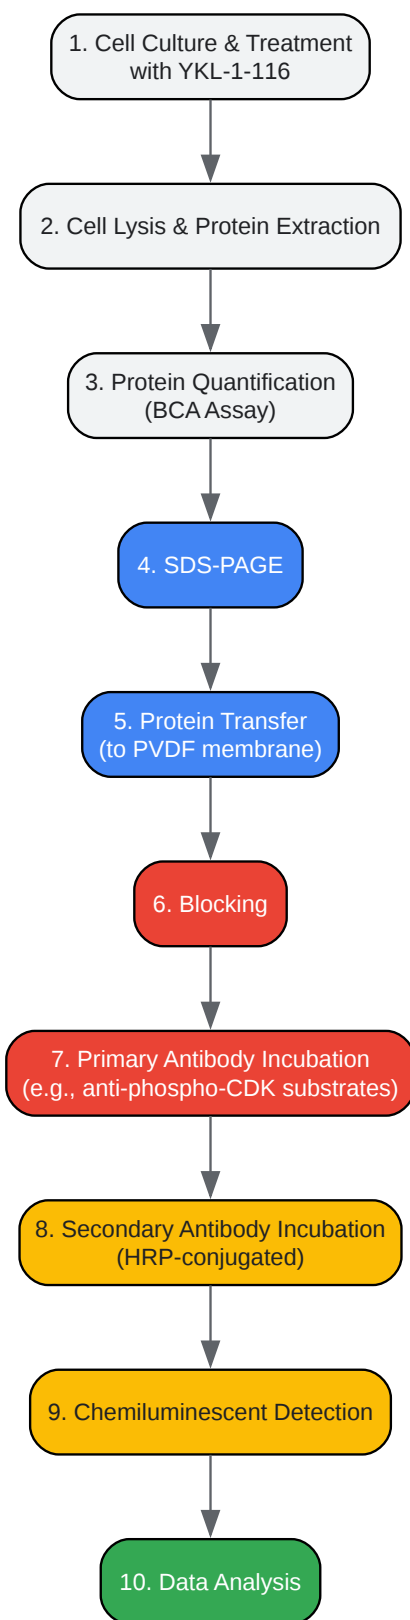 1. Cell Culture & Treatment
with YKL-1-116
2. Cell Lysis & Protein Extraction
3. Protein Quantification
(BCA Assay)
4. SDS-PAGE
5. Protein Transfer
(to PVDF membrane)
6. Blocking
7. Primary Antibody Incubation
(e.g., anti-phospho-CDK substrates)
8. Secondary Antibody Incubation
(HRP-conjugated)
9. Chemiluminescent Detection
10. Data Analysis